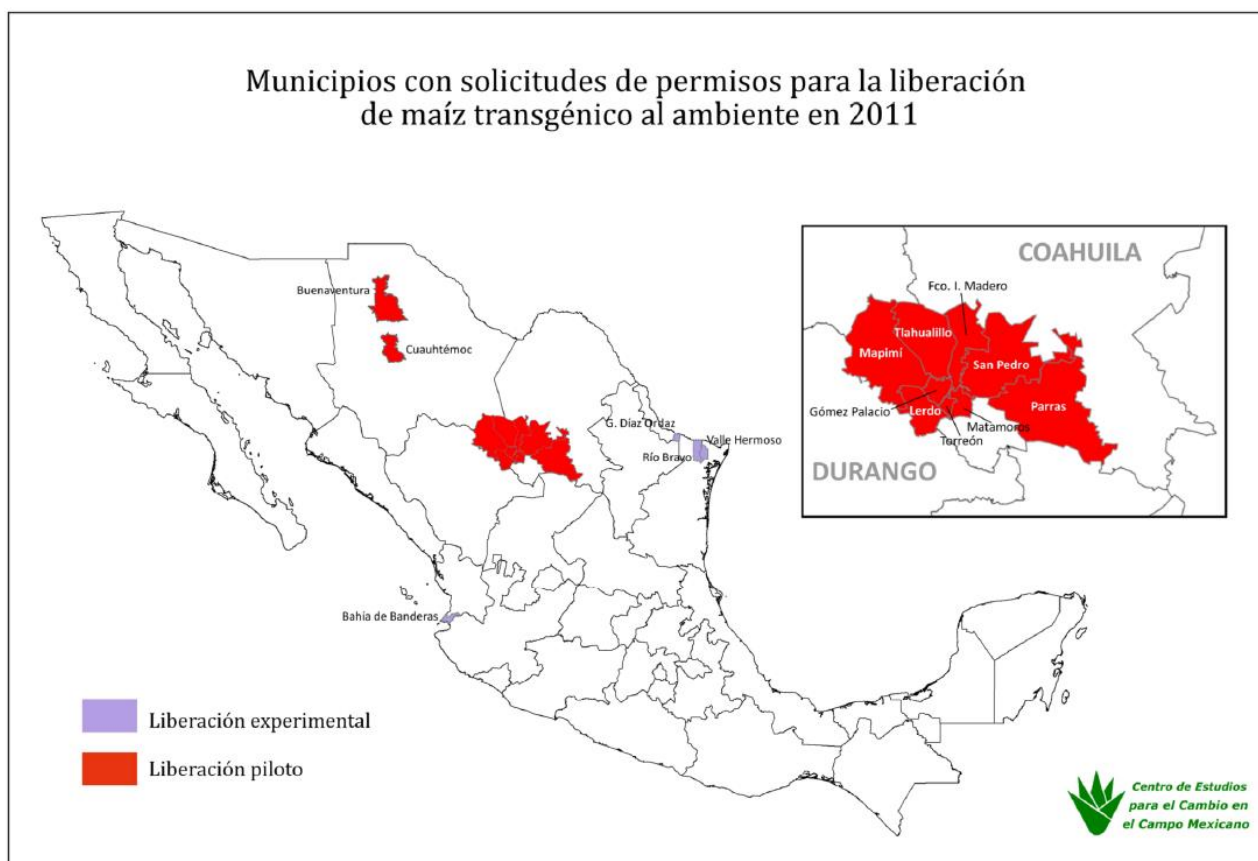 Municipios con solicitudes de permisos para la liberación
de maíz transgénico al ambiente en 2011
Buenaventura
Cuauhtémoc
G. Díaz Ordaz
Valle Hermoso
Río Bravo
Bahía de Banderas
COAHUILA
Fco. I. Madero
Tlahualillo
Mapimí
San Pedro
Gómez Palacio
Lerdo
Parras
Matamoros
Torreón
DURANGO
Liberación experimental
Liberación piloto
Centro de Estudios
para el Cambio en
el Campo Mexicano